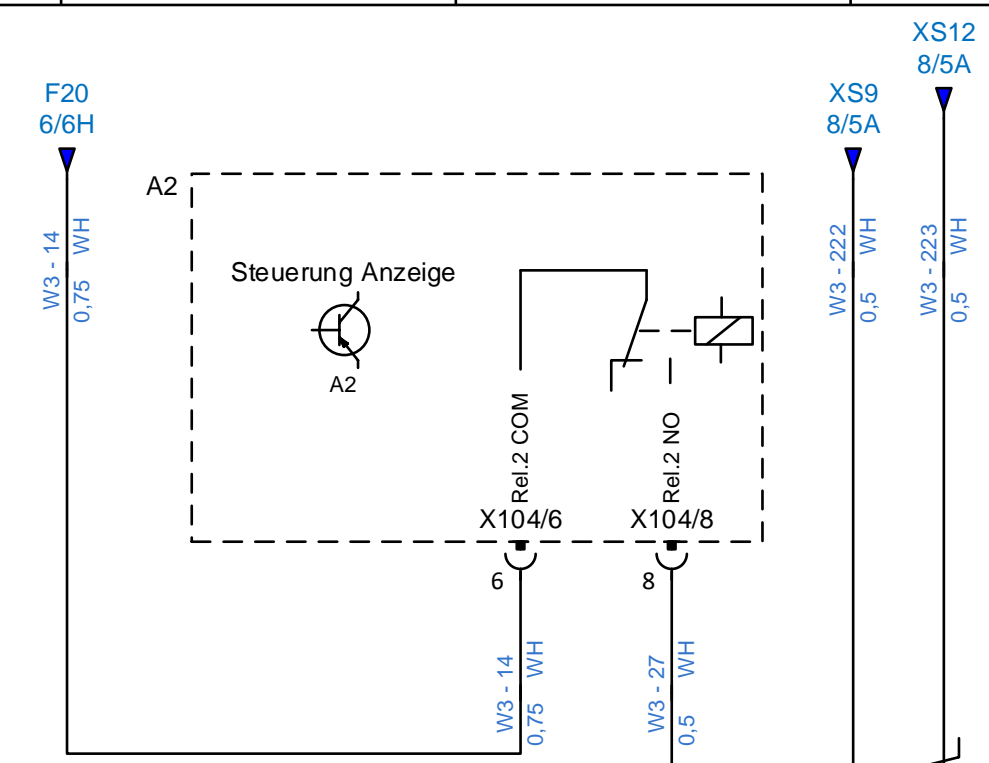 XS12
8/5A
F20
6/6H
XS9
8/5A
A2
W3 - 14 WH
0,75
Steuerung Anzeige
A2
W3 - 222 WH
0,5
W3 - 223 WH
0,5
Rel.2 COM
Rel.2 NO
X104/6
X104/8
6
8
W3 - 14 WH
0,75
W3 - 27 WH
0,5